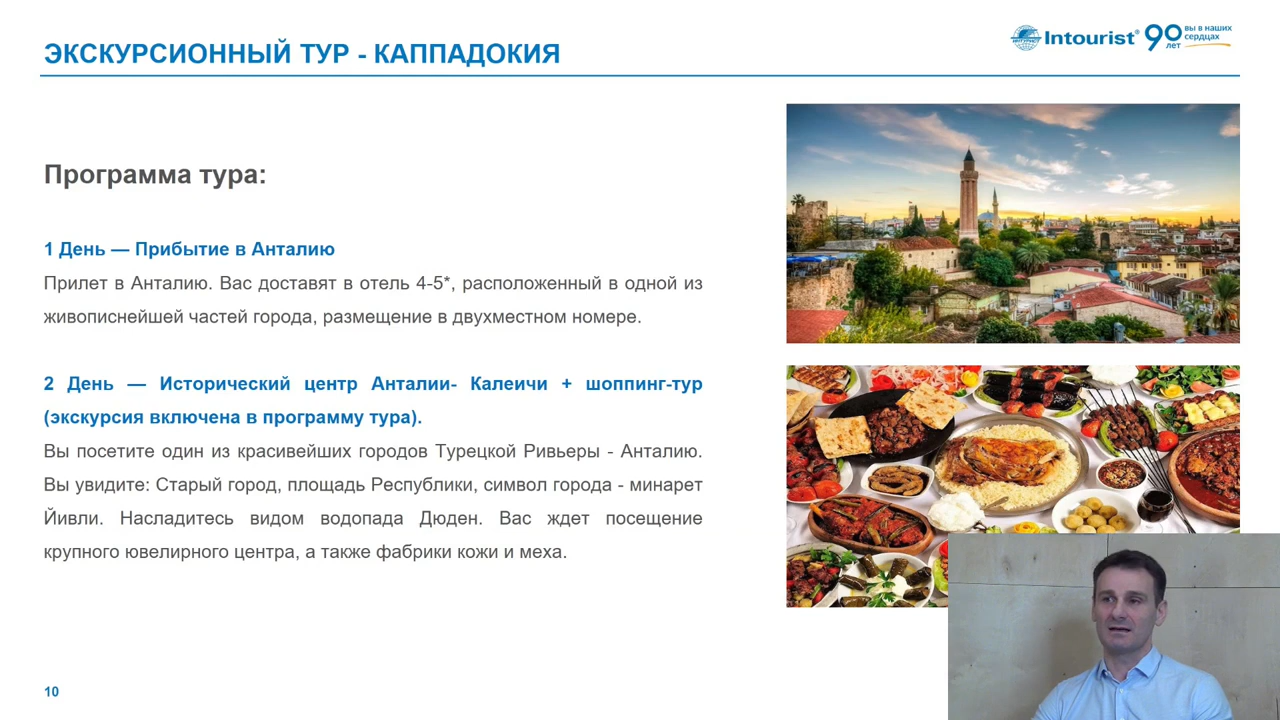 ЭКСКУРСИОННЫЙ ТУР - КАППАДОКИЯ
ИНТУРИСТ
Intourist®
90 лет
вы в наших
сердцах
Программа тура:
1 День — Прибытие в Анталию
Прилет в Анталию. Вас доставят в отель 4-5*, расположенный в одной из
живописнейшей частей города, размещение в двухместном номере.
2 День — Исторический центр Анталии- Калеичи + шоппинг-тур
(экскурсия включена в программу тура).
Вы посетите один из красивейших городов Турецкой Ривьеры - Анталию.
Вы увидите: Старый город, площадь Республики, символ города - минарет
Йивли. Насладитесь видом водопада Дюден. Вас ждет посещение
крупного ювелирного центра, а также фабрики кожи и меха.
10